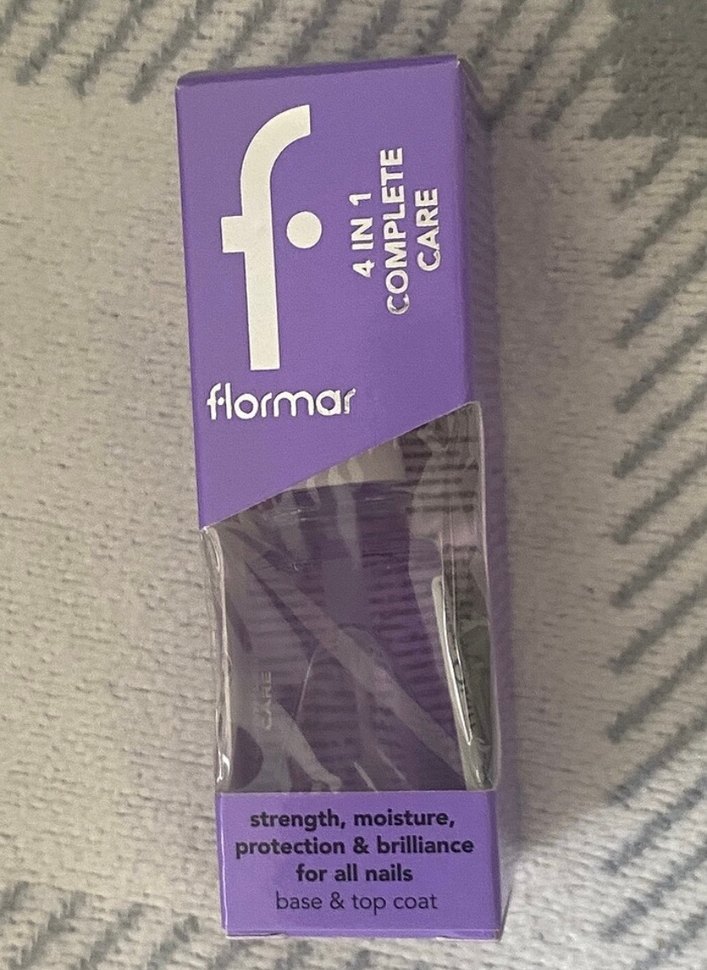 f
4 IN 1
COMPLETE
CARE
flormar
CARE
strength, moisture,
protection & brilliance
for all nails
base & top coat